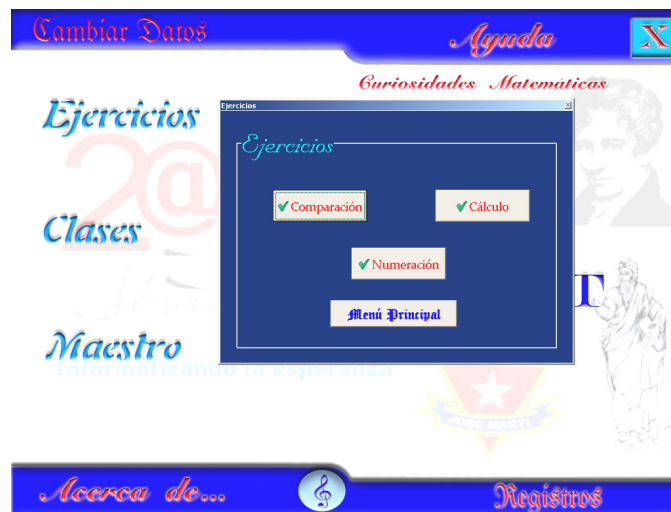 Cambiar Datos
Ayuda
X
Curiosidades Matemáticas
Ejercicios
Ejercicios
Ejercicios
Comparación
Cálculo
Numeración
Menú Principal
2@
Clases
T
Maestro
Informatizando la esperanza
JOSE MARTI
Acerca de...
Registros